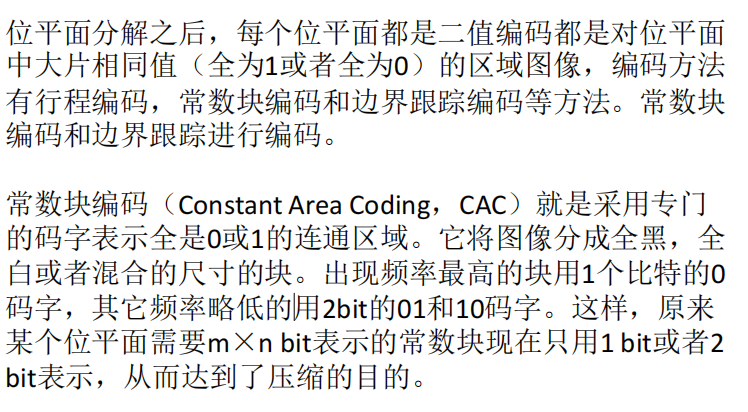 位平面分解之后，每个位平面都是二值编码都是对位平面
中大片相同值（全为1或者全为0）的区域图像，编码方法
有行程编码，常数块编码和边界跟踪编码等方法。常数块
编码和边界跟踪进行编码。
常数块编码（Constant Area Coding，CAC）就是采用专门
的码字表示全是0或1的连通区域。它将图像分成全黑，全
白或者混合的尺寸的块。出现频率最高的块用1个比特的0
码字，其它频率略低的用2bit的01和10码字。这样，原来
某个位平面需要m×n bit表示的常数块现在只用1 bit或者2
bit表示，从而达到了压缩的目的。